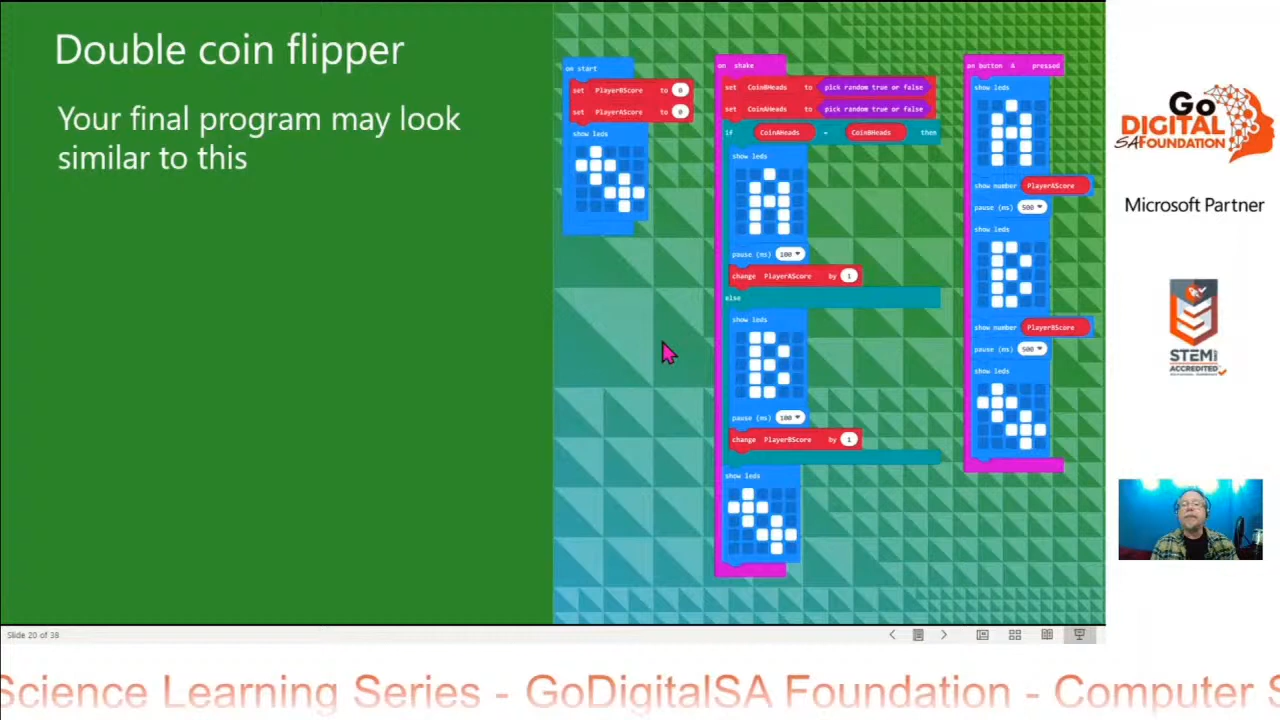 Double coin flipper
Your final program may look
similar to this
on start
set PlayerBScore to 0
set PlayerAScore to 0
show leds
on shake
set CoinBHeads to pick random true or false
set CoinAHeads to pick random true or false
if CoinAHeads = CoinBHeads then
show leds
pause (ms) 100
change PlayerAScore by 1
else
show leds
pause (ms) 100
change PlayerBScore by 1
show leds
on button A pressed
show leds
show number PlayerAScore
pause (ms) 500
show leds
show number PlayerBScore
pause (ms) 500
show leds
Go
DIGITAL
SAFOUNDATION
Microsoft Partner
STEM
ACCREDITED
Slide 20 of 38
Science Learning Series - GoDigitalSA Foundation - Computer S